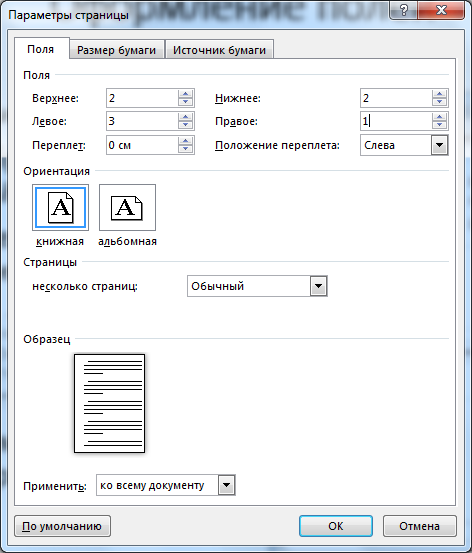 Оформление пол
Параметры страницы
Поля Размер бумаги Источник бумаги
Поля
Верхнее: 2 Нижнее: 2
Левое: 3 Правое: 1
Переплет: 0 см Положение переплета: Слева
Ориентация
A A
книжная альбомная
Страницы
несколько страниц: Обычный
Образец
Применить: ко всему документу
По умолчанию ОК Отмена